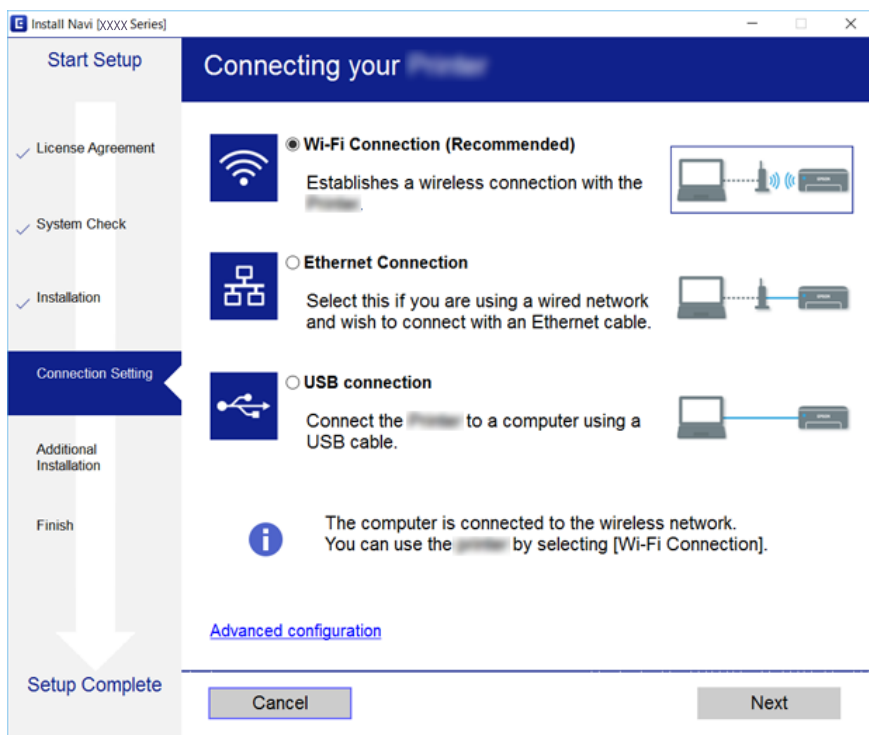 Install Navi [XXXX Series]
Start Setup
License Agreement
System Check
Installation
Connection Setting
Additional
Installation
Finish
Setup Complete
Connecting your
Wi-Fi Connection (Recommended)
Establishes a wireless connection with the
.
Ethernet Connection
Select this if you are using a wired network
and wish to connect with an Ethernet cable.
USB connection
Connect the to a computer using a
USB cable.
The computer is connected to the wireless network.
You can use the by selecting [Wi-Fi Connection].
Advanced configuration
Cancel
Next